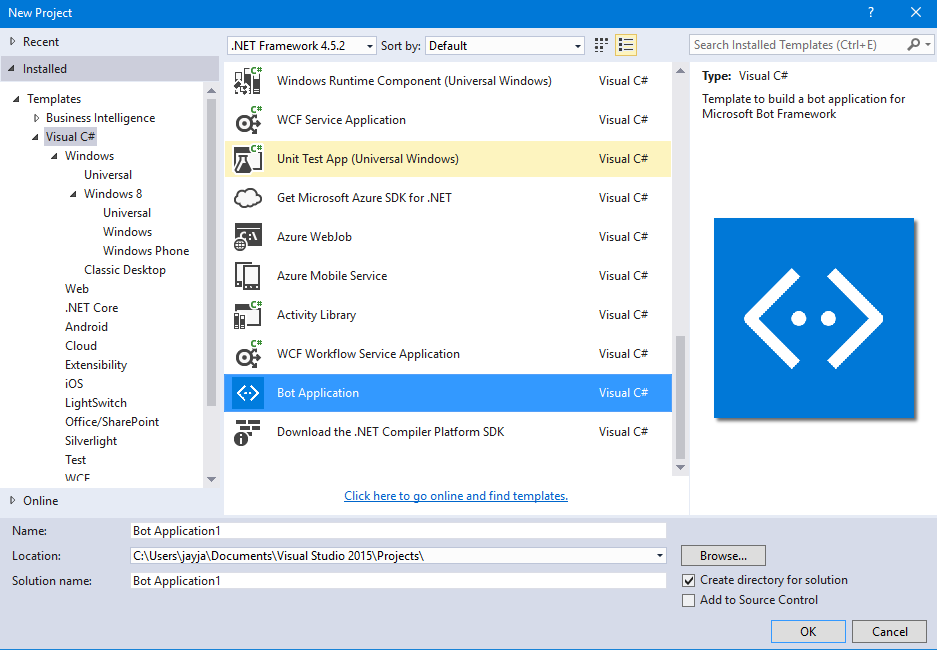 New Project
? ✕
Recent
Installed
Templates
Business Intelligence
Visual C#
Windows
Universal
Windows 8
Universal
Windows
Windows Phone
Classic Desktop
Web
.NET Core
Android
Cloud
Extensibility
iOS
LightSwitch
Office/SharePoint
Silverlight
Test
WCF
Online
.NET Framework 4.5.2 Sort by: Default
Windows Runtime Component (Universal Windows) Visual C#
WCF Service Application Visual C#
Unit Test App (Universal Windows) Visual C#
Get Microsoft Azure SDK for .NET Visual C#
Azure WebJob Visual C#
Azure Mobile Service Visual C#
Activity Library Visual C#
WCF Workflow Service Application Visual C#
Bot Application Visual C#
Download the .NET Compiler Platform SDK Visual C#
Click here to go online and find templates.
Search Installed Templates (Ctrl+E)
Type: Visual C#
Template to build a bot application for
Microsoft Bot Framework
Name: Bot Application1
Location: C:\Users\jayja\Documents\Visual Studio 2015\Projects\ Browse...
Solution name: Bot Application1
Create directory for solution
Add to Source Control
OK Cancel